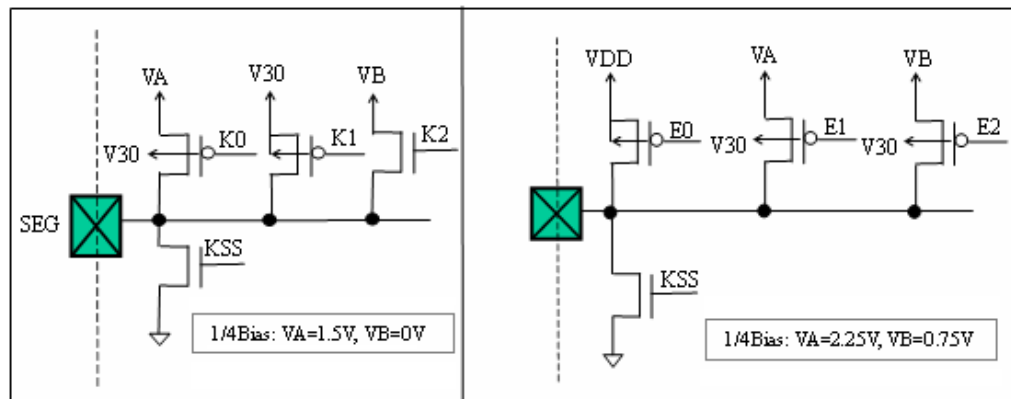 VA
V30
VB
V30
K0
K1
K2
SEG
KSS
1/4Bias: VA=1.5V, VB=0V
VDD
VA
VB
E0
V30
E1
V30
E2
KSS
1/4Bias: VA=2.25V, VB=0.75V